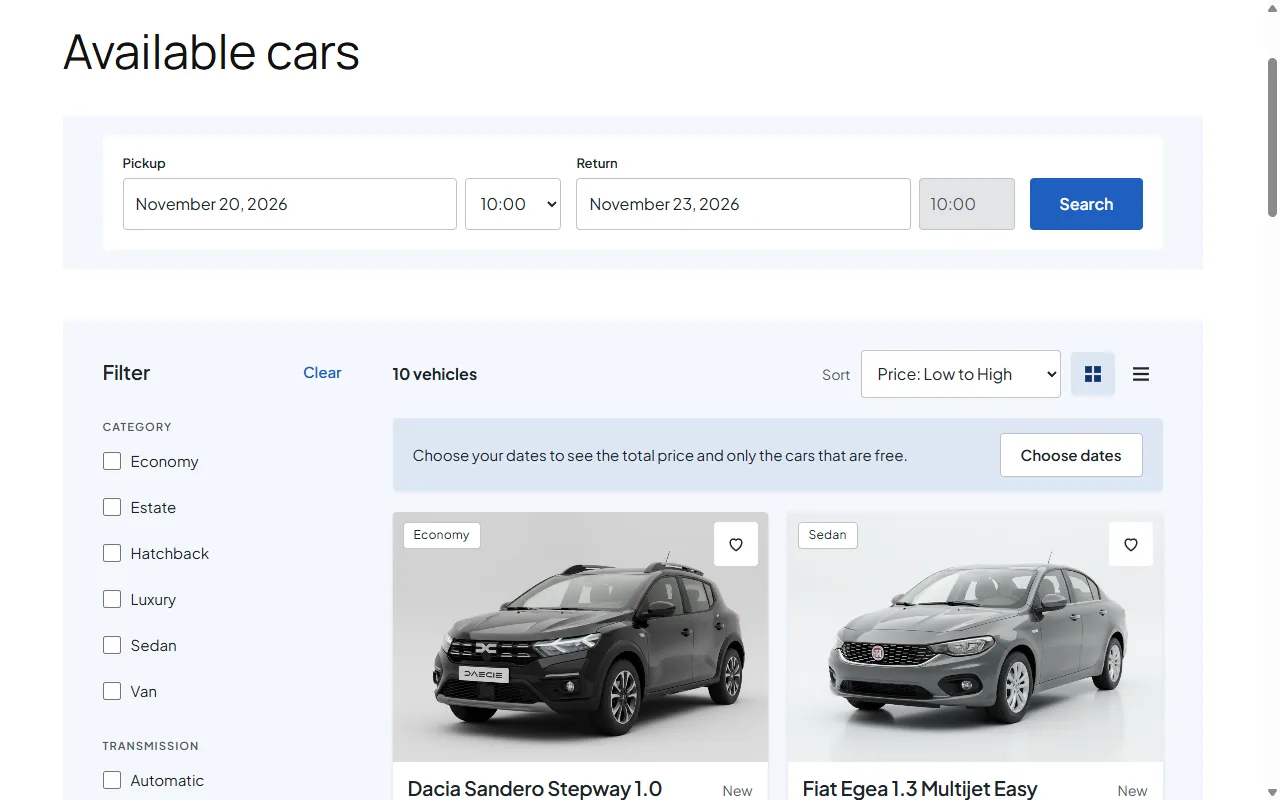 Available cars
Pickup
Return
November 20, 2026
10:00
November 23, 2026
10:00
Search
Filter
Clear
10 vehicles
Sort
Price: Low to High
CATEGORY
Economy
Estate
Hatchback
Luxury
Sedan
Van
TRANSMISSION
Automatic
Choose your dates to see the total price and only the cars that are free.
Choose dates
Economy
DAECIE
Dacia Sandero Stepway 1.0
New
Sedan
Fiat Egea 1.3 Multijet Easy
New